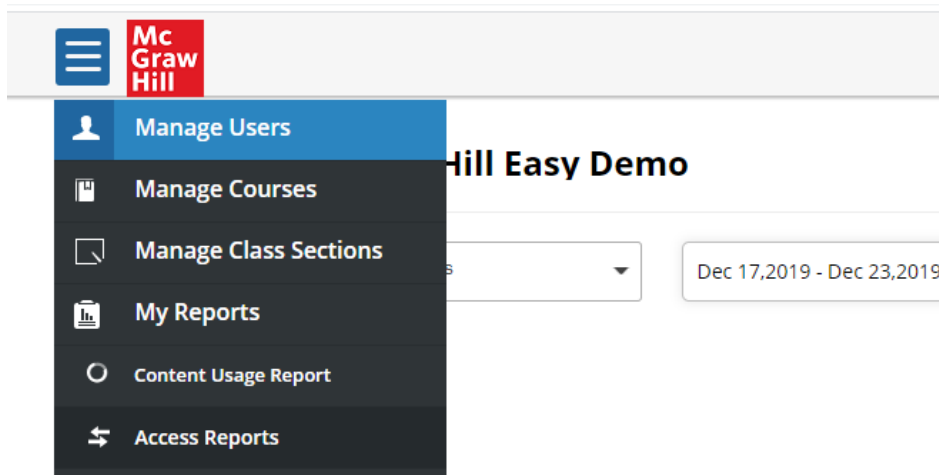 Mc
Graw
Hill
Manage Users
Hill Easy Demo
Manage Courses
Manage Class Sections
s
Dec 17,2019 - Dec 23,2019
My Reports
Content Usage Report
Access Reports